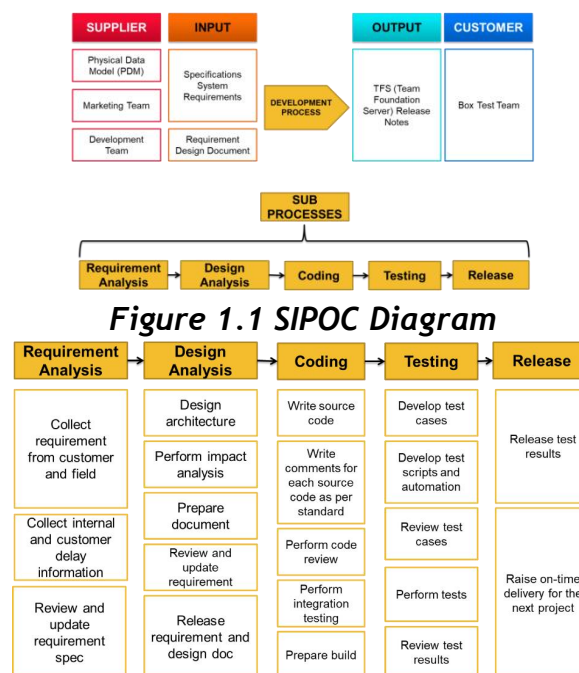 SUPPLIER
INPUT
OUTPUT
CUSTOMER
Physical Data
Model (PDM)
Marketing Team
Development
Team
Specifications
System
Requirements
Requirement
Design Document
DEVELOPMENT
PROCESS
TFS (Team
Foundation
Server) Release
Notes
Box Test Team
SUB
PROCESSES
Requirement
Analysis
Design
Analysis
Coding
Testing
Release
Figure 1.1 SIPOC Diagram
Requirement
Analysis
Design
Analysis
Coding
Testing
Release
Collect
requirement
from customer
and field
Collect internal
and customer
delay
information
Review and
update
requirement
spec
Design
architecture
Perform impact
analysis
Prepare
document
Review and
update
requirement
Release
requirement and
design doc
Write source
code
Write
comments for
each source
code as per
standard
Perform code
review
Perform
integration
testing
Prepare build
Develop test
cases
Develop test
scripts and
automation
Review test
cases
Perform tests
Review test
results
Release test
results
Raise on-time
delivery for the
next project